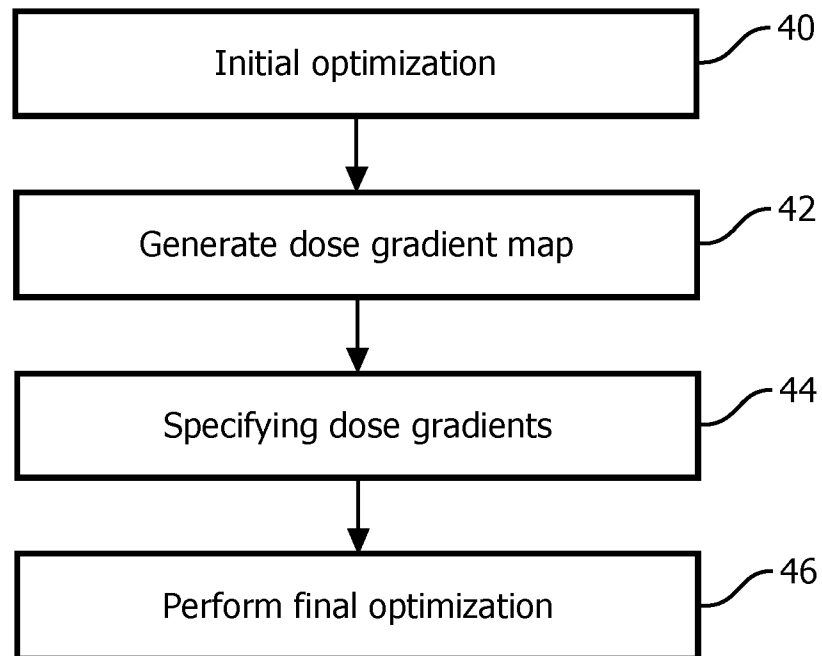 Initial optimization
40
Generate dose gradient map
42
Specifying dose gradients
44
Perform final optimization
46